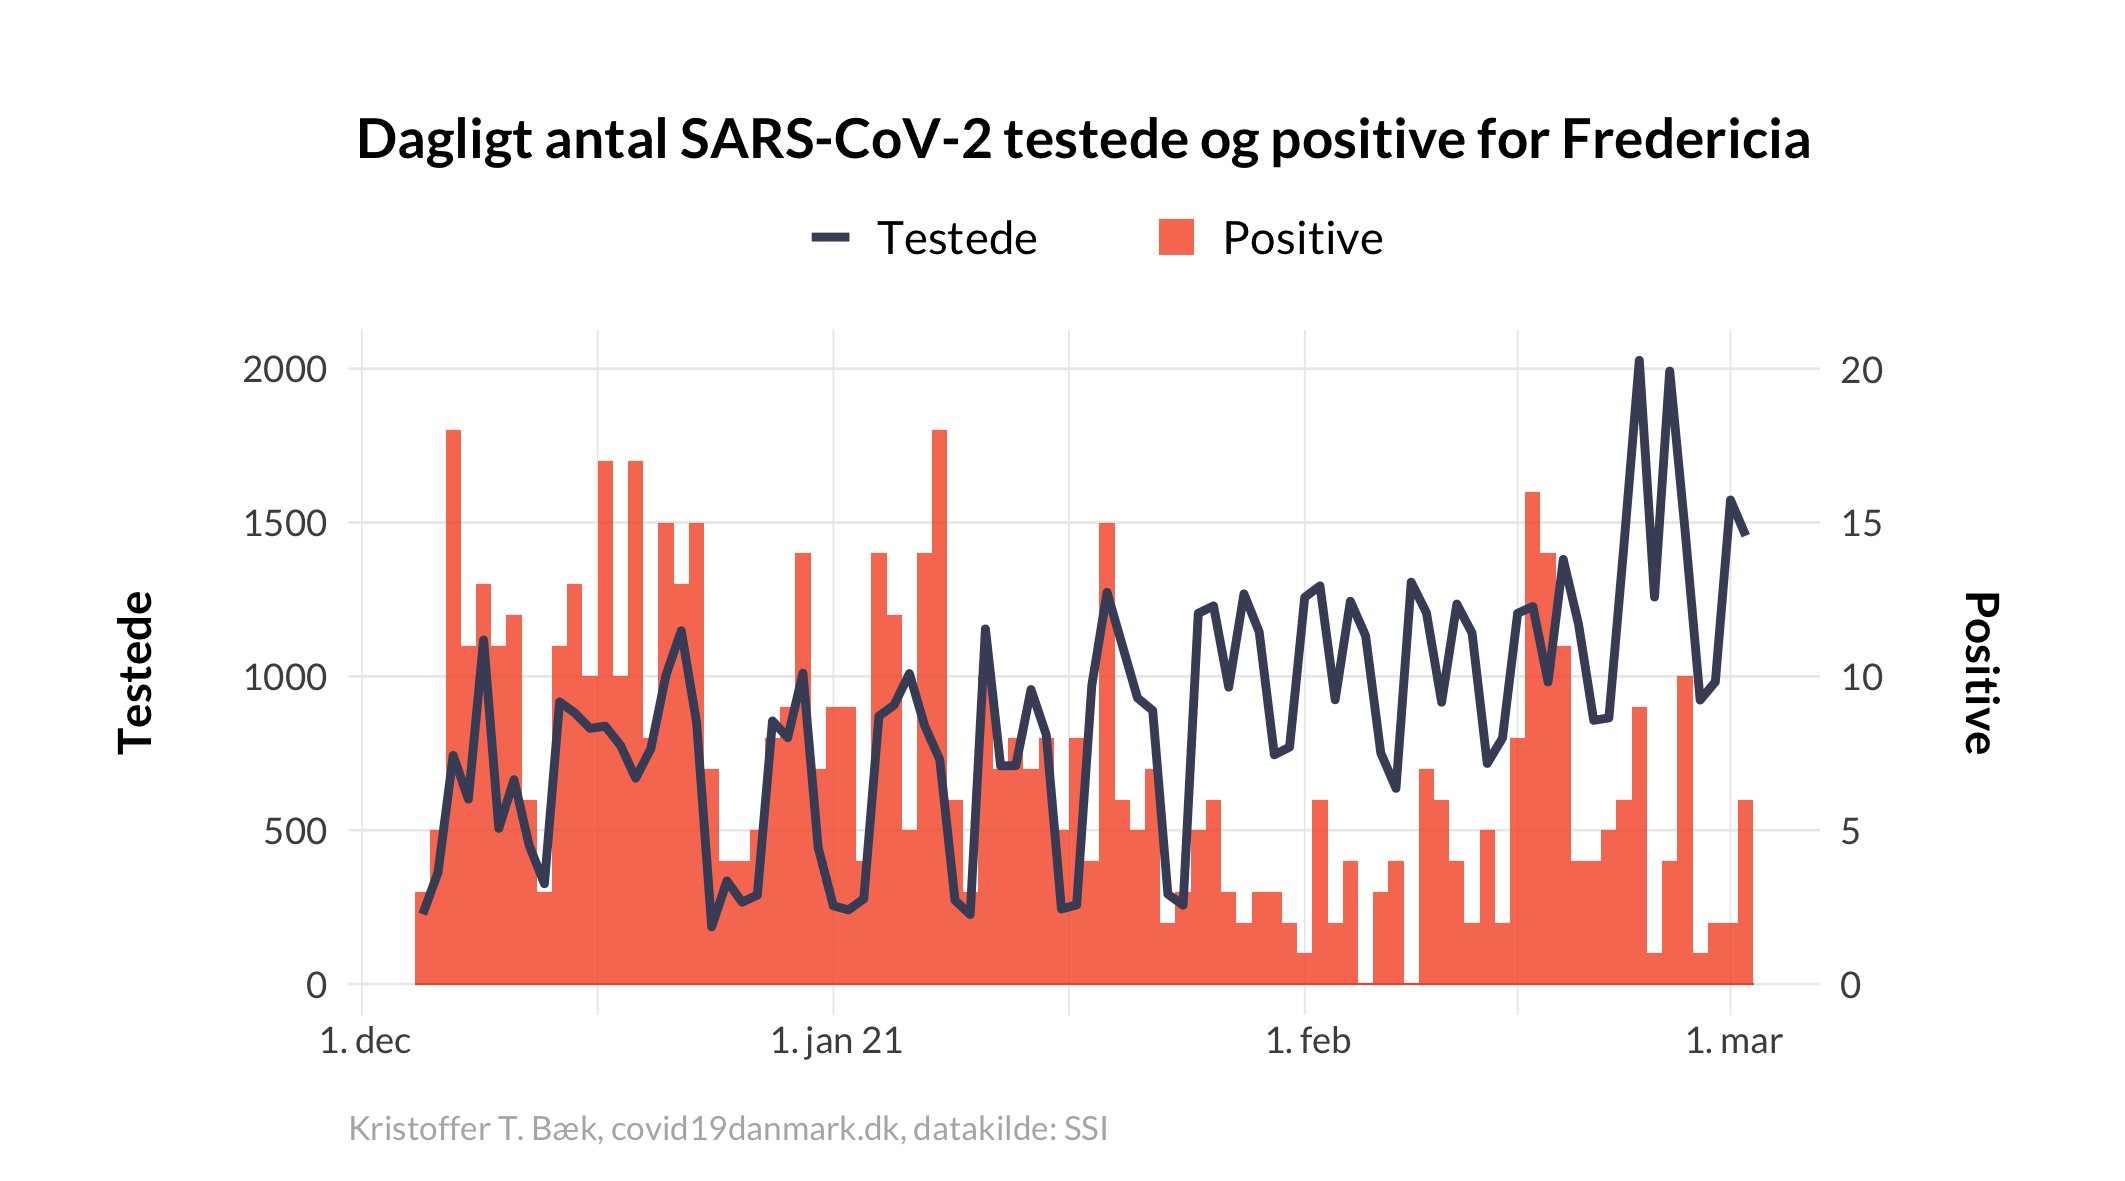 Dagligt antal SARS-CoV-2 testede og positive for Fredericia
Testede
Positive
2000
1500
1000
500
0
Testede
20
15
10
5
0
Positive
1. dec
1. jan 21
1. feb
1. mar
Kristoffer T. Bæk, covid19danmark.dk, datakilde: SSI